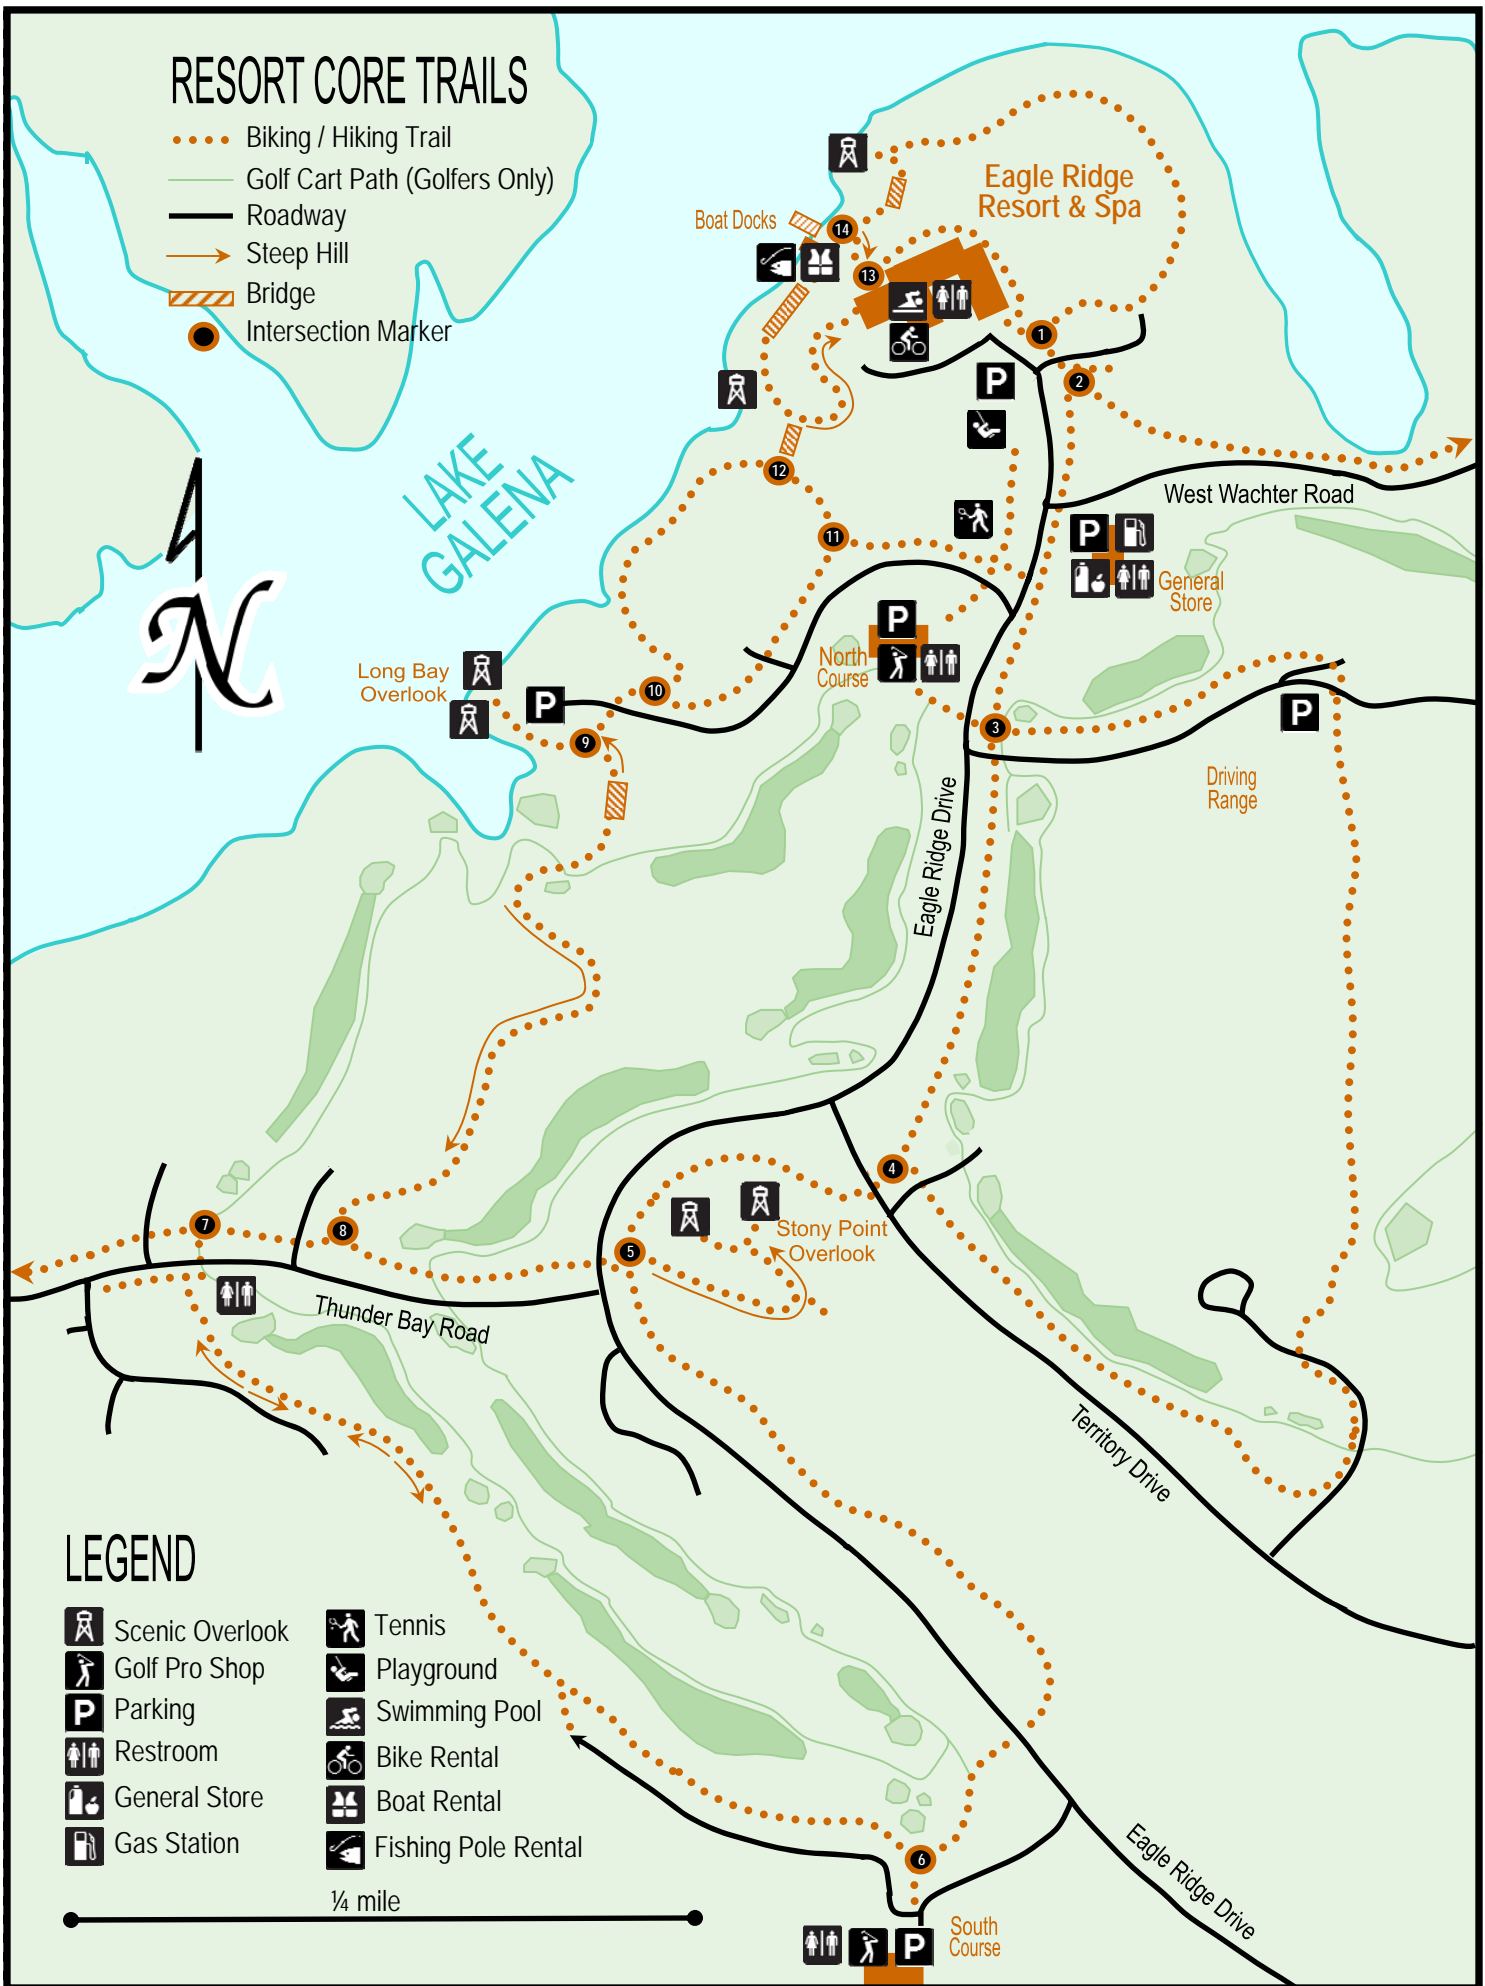 RESORT CORE TRAILS
Biking / Hiking Trail
Golf Cart Path (Golfers Only)
Roadway
Steep Hill
Bridge
Intersection Marker
Eagle Ridge
Resort & Spa
Boat Docks
14
13
1
P
2
12
LAKE
GALENA
West Wachter Road
11
P
General
Store
P
North
Course
Long Bay
Overlook
10
P
9
3
P
Driving
Range
Eagle Ridge Drive
N
4
7
8
5
Stony Point
Overlook
Thunder Bay Road
Territory Drive
LEGEND
Scenic Overlook
Golf Pro Shop
P Parking
Restroom
General Store
Gas Station
Tennis
Playground
Swimming Pool
Bike Rental
Boat Rental
Fishing Pole Rental
¼ mile
6
Eagle Ridge Drive
P
South
Course